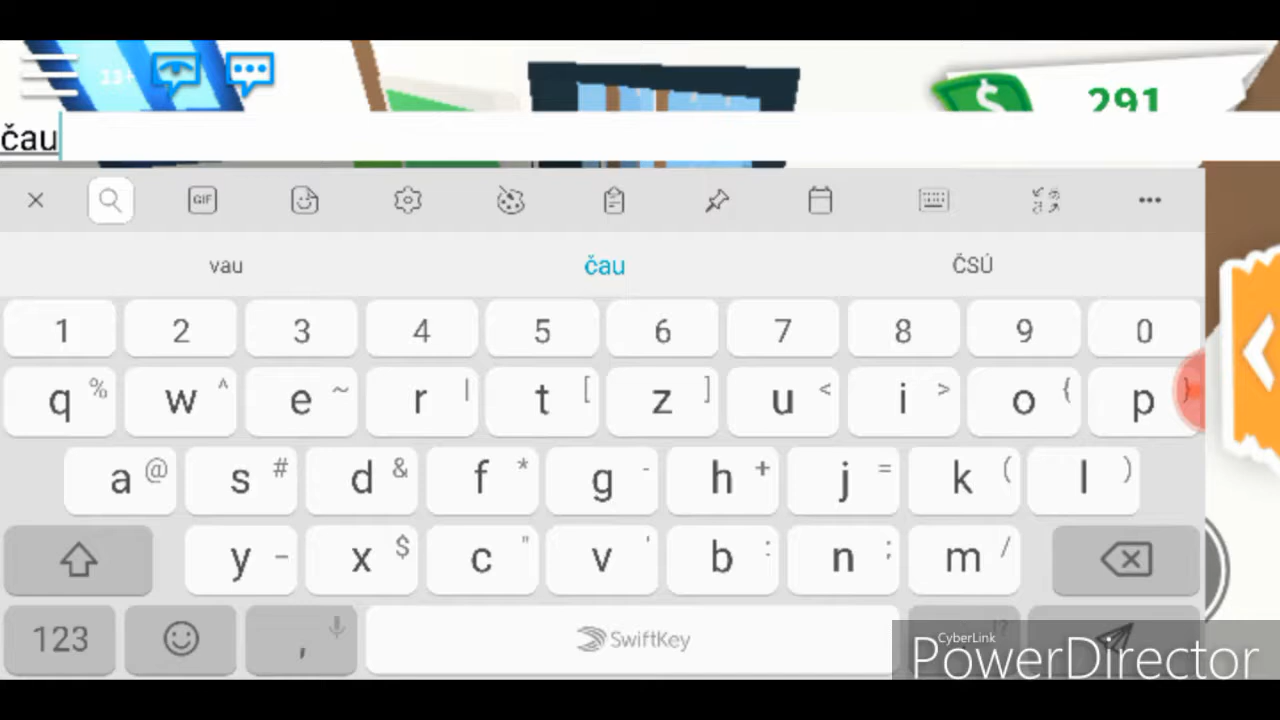 13+
291
čau
GIF
vau čau ČSÚ
1 2 3 4 5 6 7 8 9 0
q % w ^ e ~ r | t [ z ] u < i > o { p }
a @ s # d & f * g - h + j = k ( l )
y – x $ c " v ' b : n ; m /
123 , SwiftKey !?
CyberLink
PowerDirector